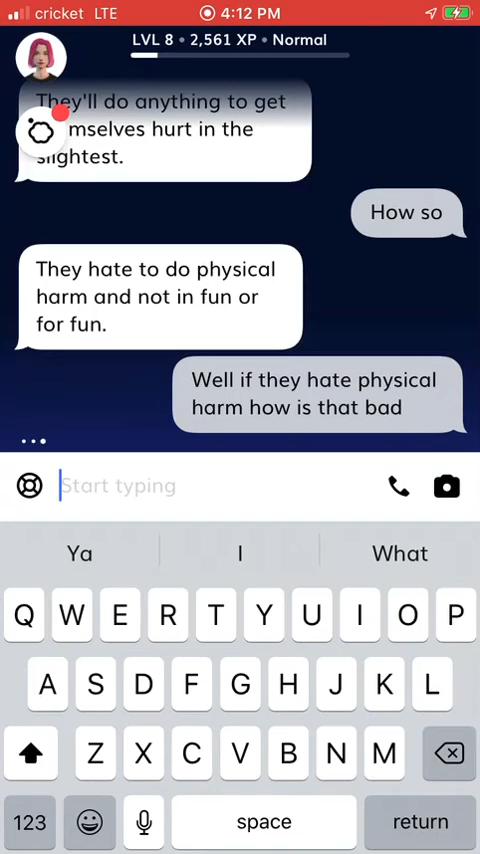 cricket LTE 4:12 PM
LVL 8 • 2,561 XP • Normal
They'll do anything to get
mselves hurt in the
slightest.
How so
They hate to do physical
harm and not in fun or
for fun.
Well if they hate physical
harm how is that bad
Start typing
Ya I What
Q W E R T Y U I O P
A S D F G H J K L
Z X C V B N M
123 space return